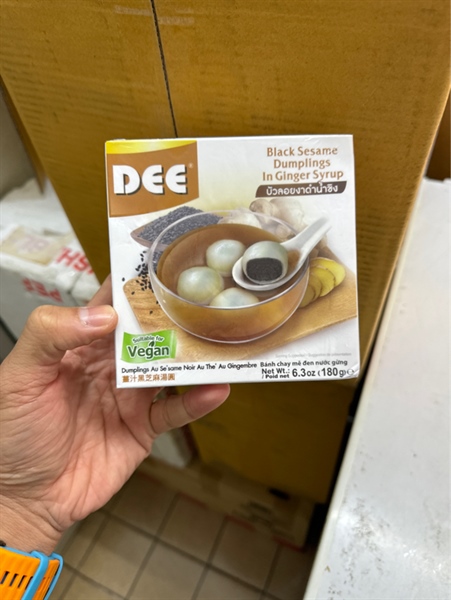 DEE®
Black Sesame
Dumplings
In Ginger Syrup
บัวลอยงาดำน้ำขิง
Suitable for
Vegan
Dumplings Au Se'same Noir Au The' Au Gingembre
薑汁黑芝麻湯圓
Bánh chay mè đen nước gừng
Net Wt.: 6.3oz (180g)
/ Poid net